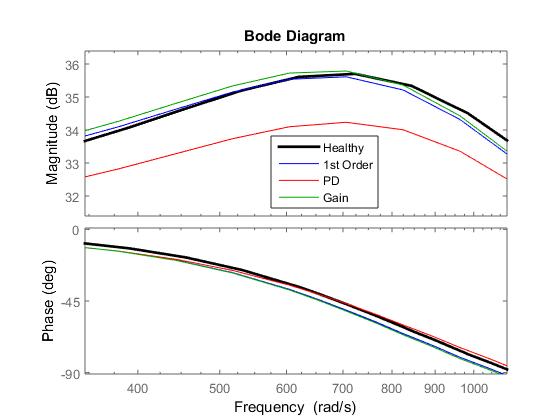 Bode Diagram
36
35
34
33
32
Magnitude (dB)
Healthy
1st Order
PD
Gain
0
-45
-90
Phase (deg)
400 500 600 700 800 900 1000
Frequency (rad/s)